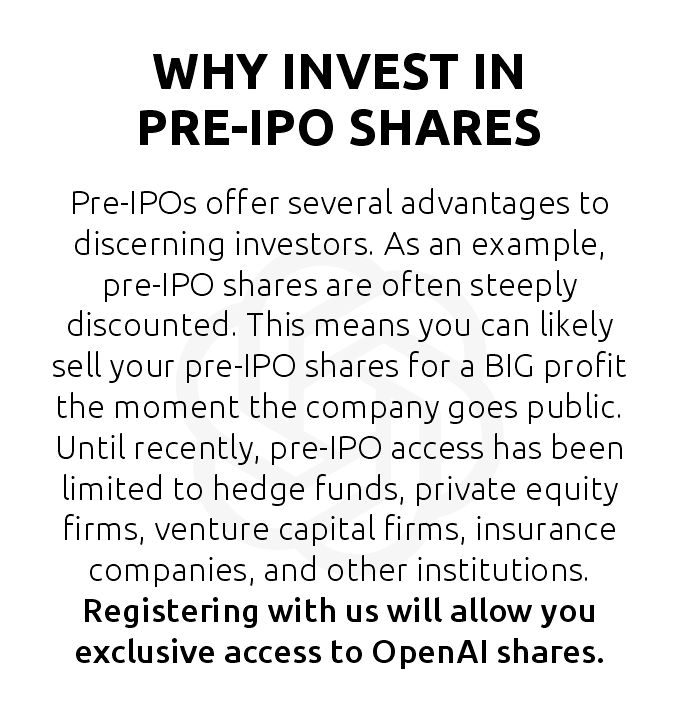 WHY INVEST IN
PRE-IPO SHARES
Pre-IPOs offer several advantages to
discerning investors. As an example,
pre-IPO shares are often steeply
discounted. This means you can likely
sell your pre-IPO shares for a BIG profit
the moment the company goes public.
Until recently, pre-IPO access has been
limited to hedge funds, private equity
firms, venture capital firms, insurance
companies, and other institutions.
Registering with us will allow you
exclusive access to OpenAI shares.